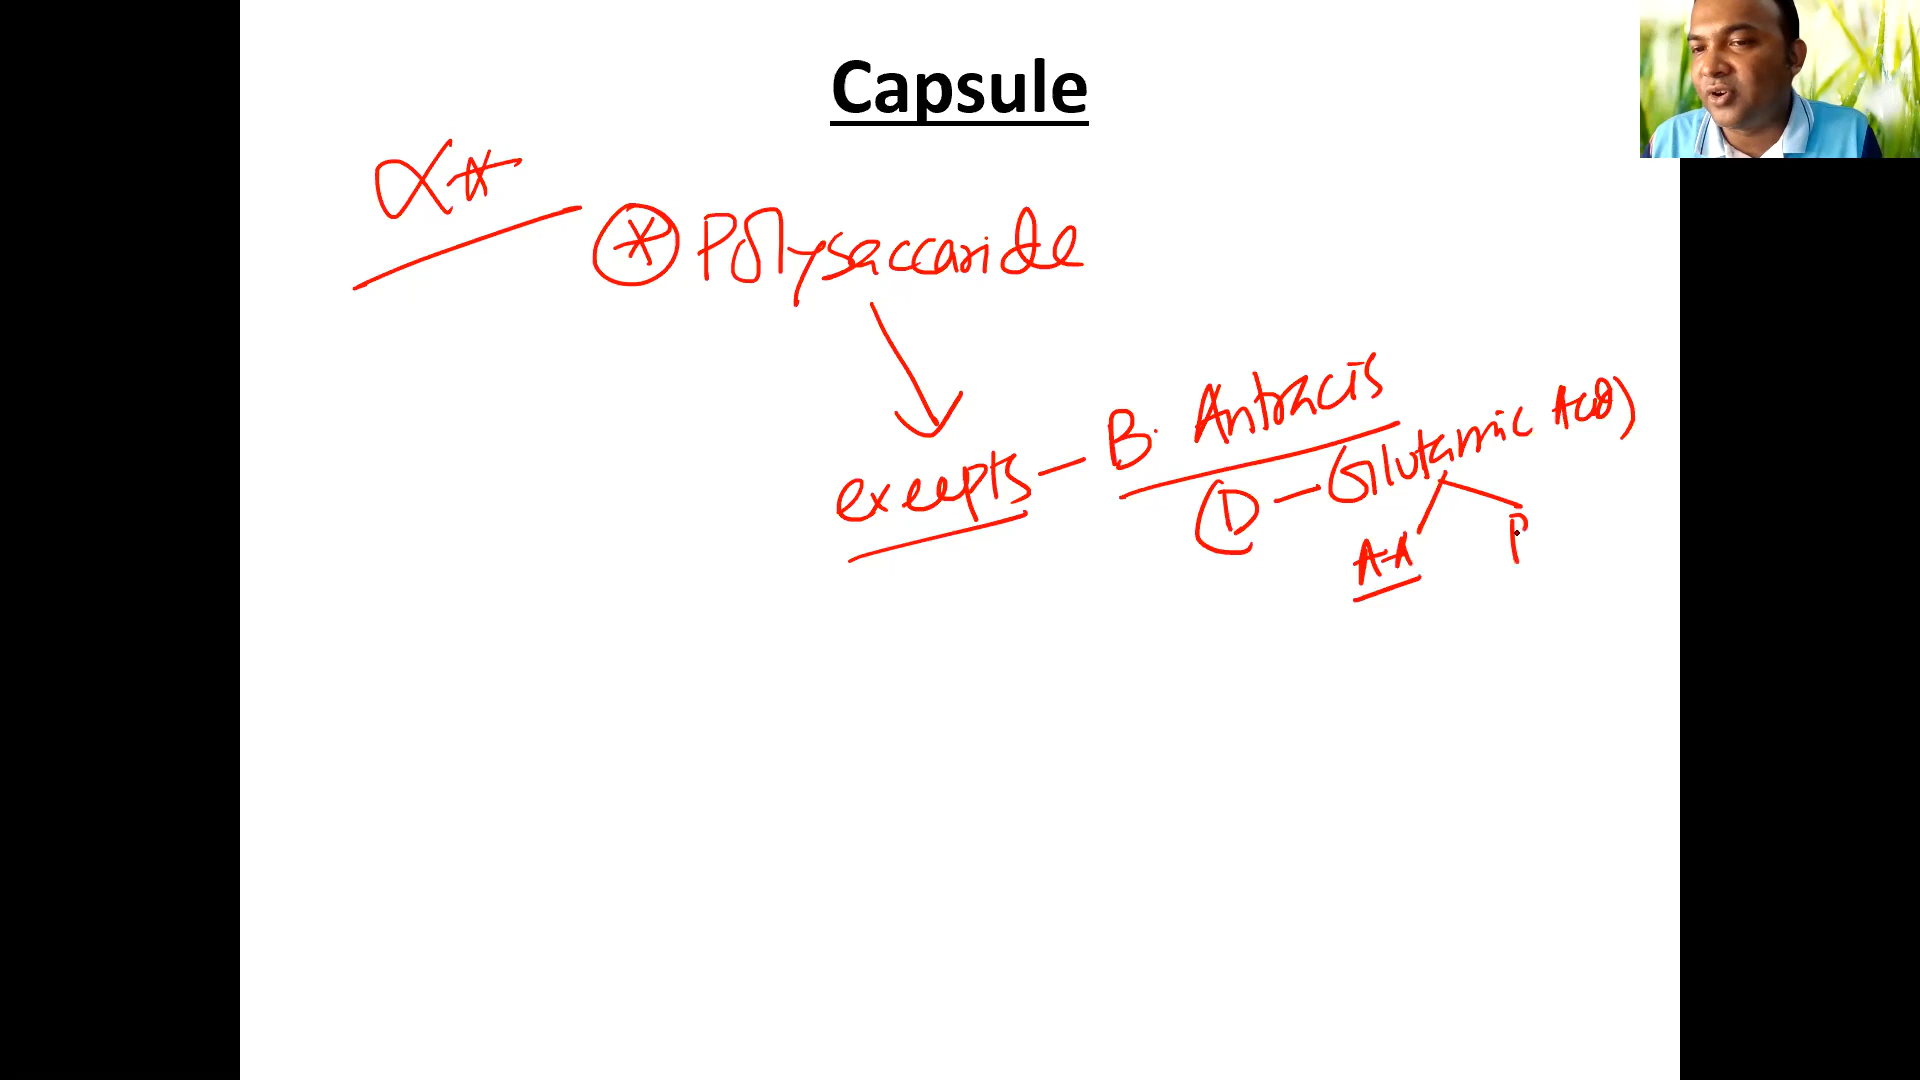 Capsule
α*
* Polysaccaride
excepts - B. Antracis
(D - Glutamic Acid)
A-A P